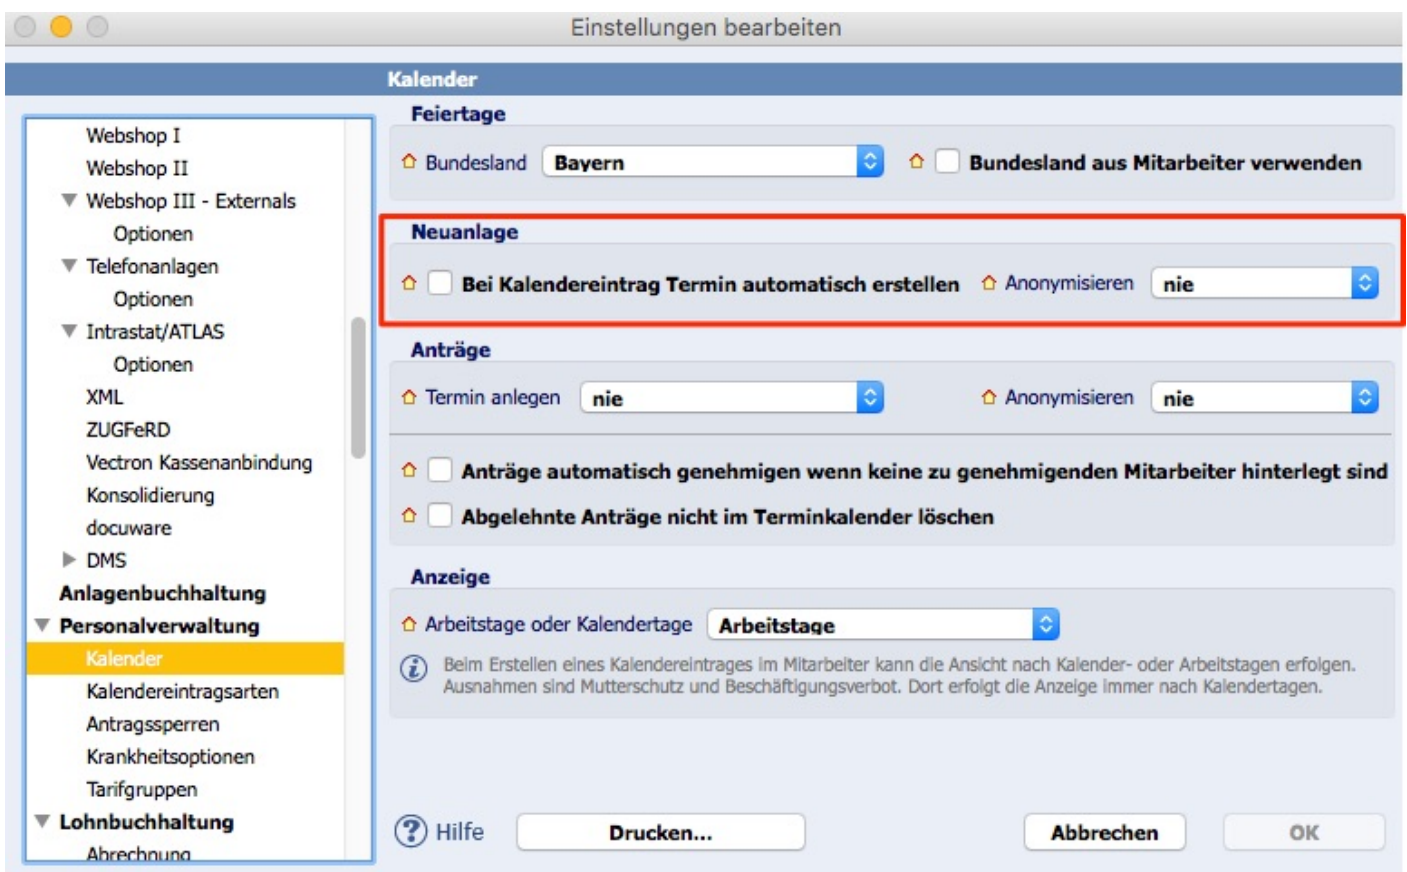 Einstellungen bearbeiten
Kalender
Webshop I
Webshop II
Webshop III - Externals
Optionen
Telefonanlagen
Optionen
Intrastat/ATLAS
Optionen
XML
ZUGFeRD
Vectron Kassenanbindung
Konsolidierung
docuware
DMS
Anlagenbuchhaltung
Personalverwaltung
Kalender
Kalendereintragsarten
Antragssperren
Krankheitsoptionen
Tarifgruppen
Lohnbuchhaltung
Abrechnung
Feiertage
Bundesland Bayern Bundesland aus Mitarbeiter verwenden
Neuanlage
Bei Kalendereintrag Termin automatisch erstellen Anonymisieren nie
Anträge
Termin anlegen nie Anonymisieren nie
Anträge automatisch genehmigen wenn keine zu genehmigenden Mitarbeiter hinterlegt sind
Abgelehnte Anträge nicht im Terminkalender löschen
Anzeige
Arbeitstage oder Kalendertage Arbeitstage
Beim Erstellen eines Kalendereintrages im Mitarbeiter kann die Ansicht nach Kalender- oder Arbeitstagen erfolgen.
Ausnahmen sind Mutterschutz und Beschäftigungsverbot. Dort erfolgt die Anzeige immer nach Kalendertagen.
Hilfe Drucken... Abbrechen OK